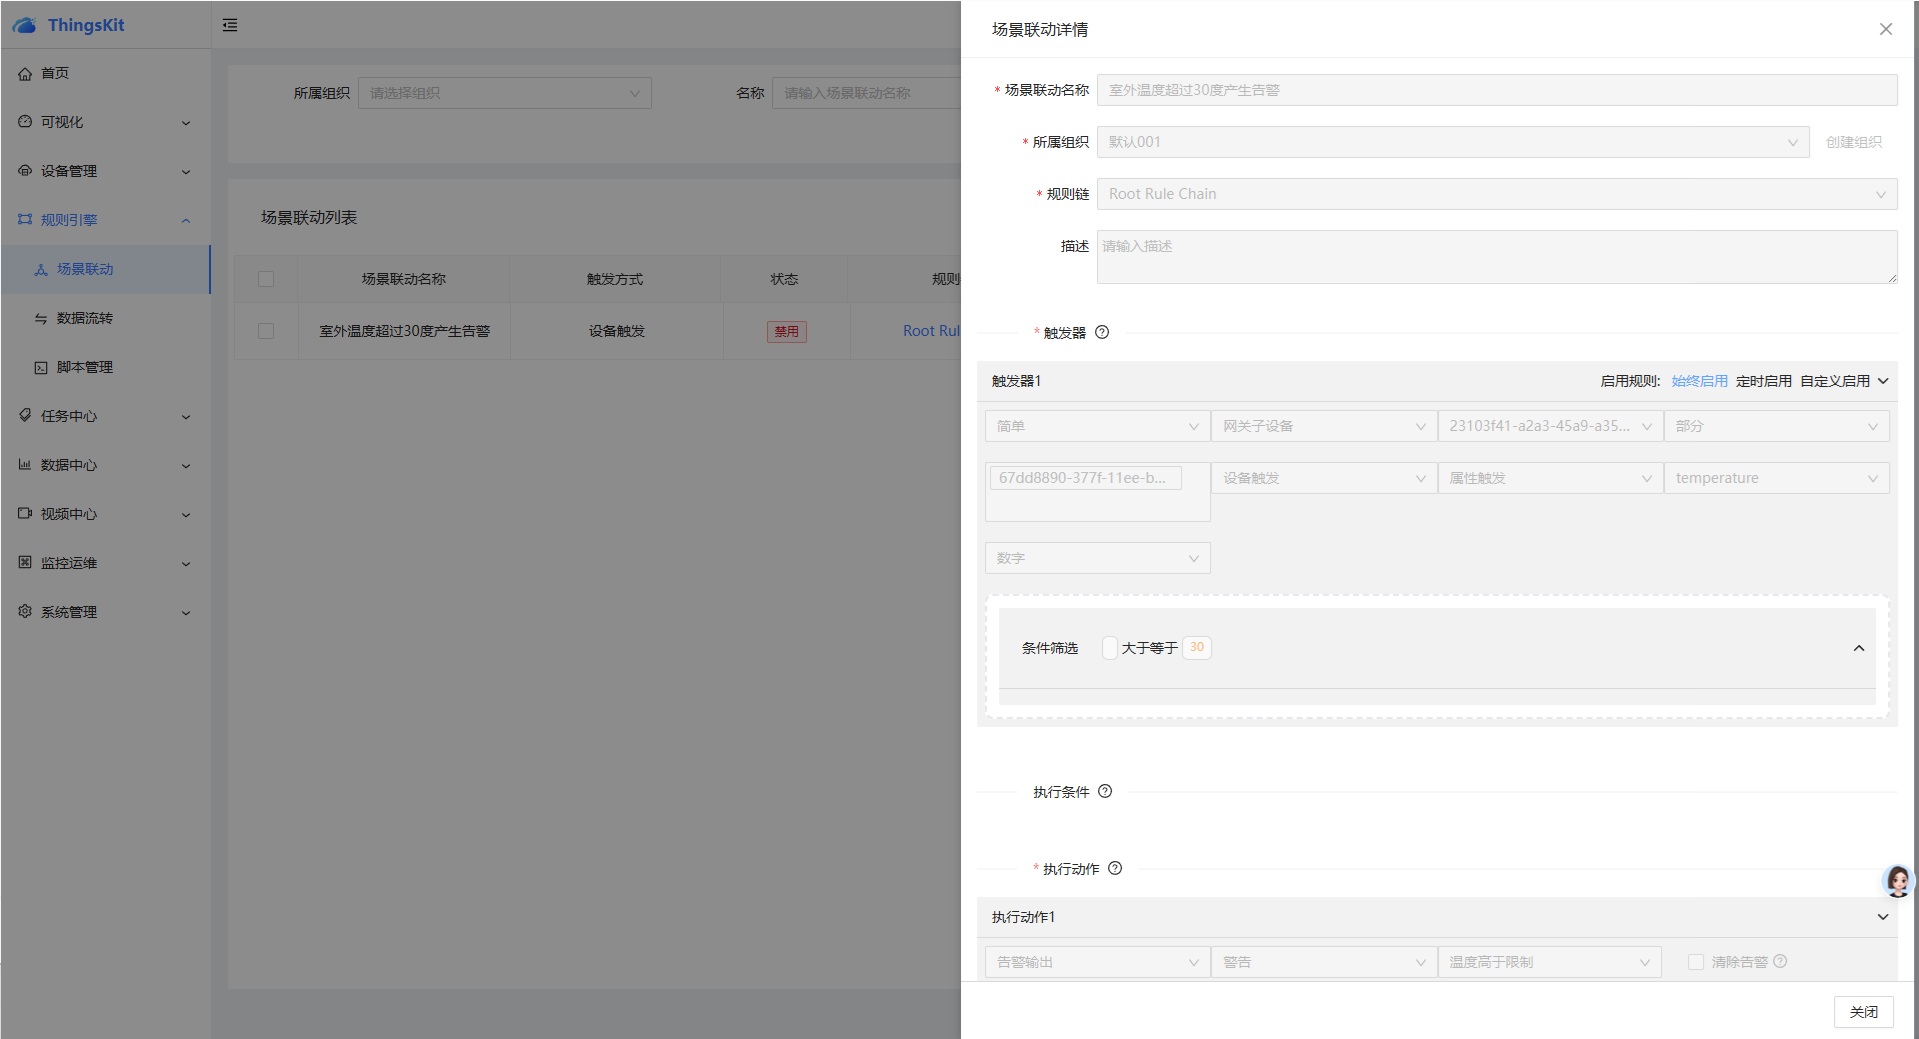 ThingsKit
首页
可视化
设备管理
规则引擎
场景联动
数据流转
脚本管理
任务中心
数据中心
视频中心
监控运维
系统管理
所属组织 请选择组织 名称 请输入场景联动名称
场景联动列表
场景联动名称 触发方式 状态 规则
室外温度超过30度产生告警 设备触发 禁用 Root Rul
场景联动详情
* 场景联动名称 室外温度超过30度产生告警
* 所属组织 默认001 创建组织
* 规则链 Root Rule Chain
描述 请输入描述
* 触发器
触发器1 启用规则: 始终启用 定时启用 自定义启用
简单 网关子设备 23103f41-a2a3-45a9-a35... 部分
67dd8890-377f-11ee-b... 设备触发 属性触发 temperature
数字
条件筛选 大于等于 30
执行条件
* 执行动作
执行动作1
告警输出 警告 温度高于限制 清除告警
关闭